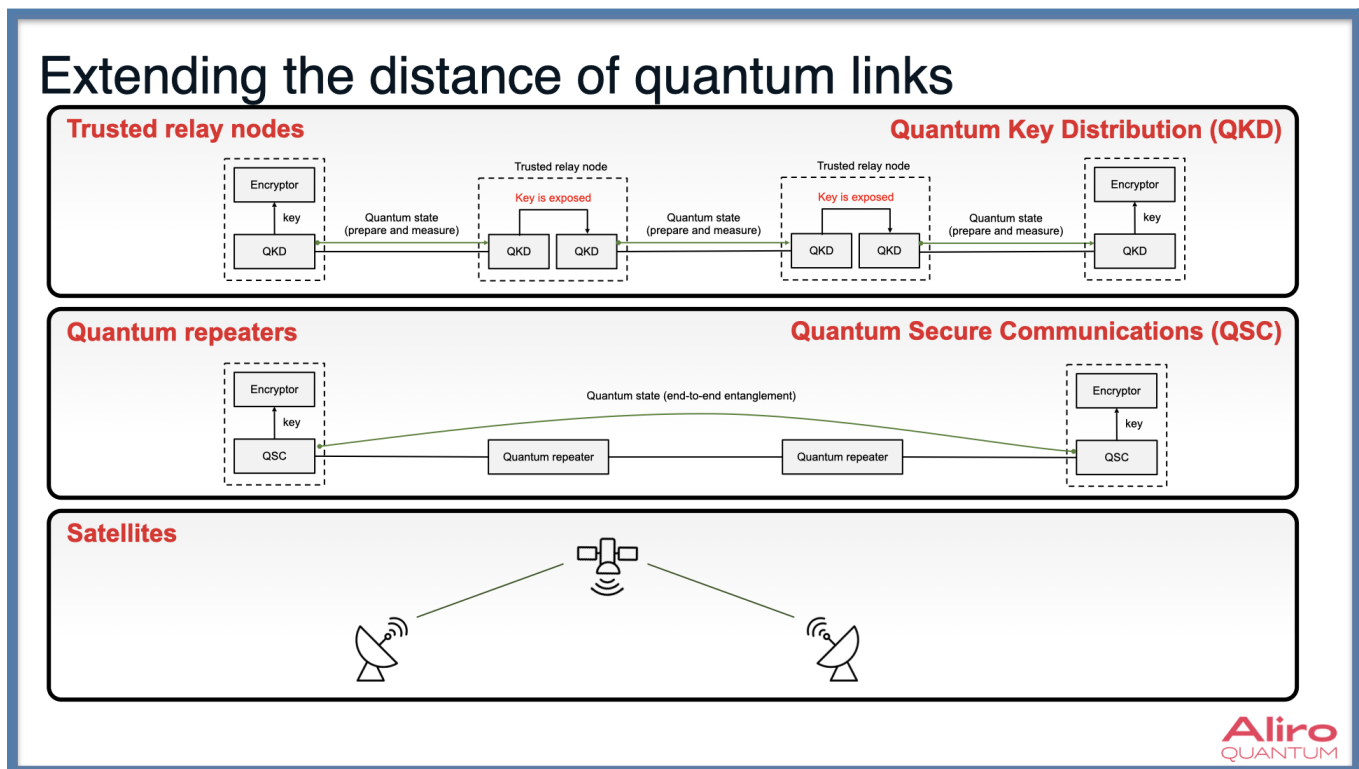 Extending the distance of quantum links
Trusted relay nodes
Quantum Key Distribution (QKD)
Trusted relay node
Trusted relay node
Encryptor
Key is exposed
Key is exposed
Encryptor
key
Quantum state
(prepare and measure)
Quantum state
(prepare and measure)
Quantum state
(prepare and measure)
key
QKD
QKD
QKD
QKD
QKD
QKD
Quantum repeaters
Quantum Secure Communications (QSC)
Encryptor
Quantum state (end-to-end entanglement)
Encryptor
key
key
QSC
Quantum repeater
Quantum repeater
QSC
Satellites
Aliro
QUANTUM